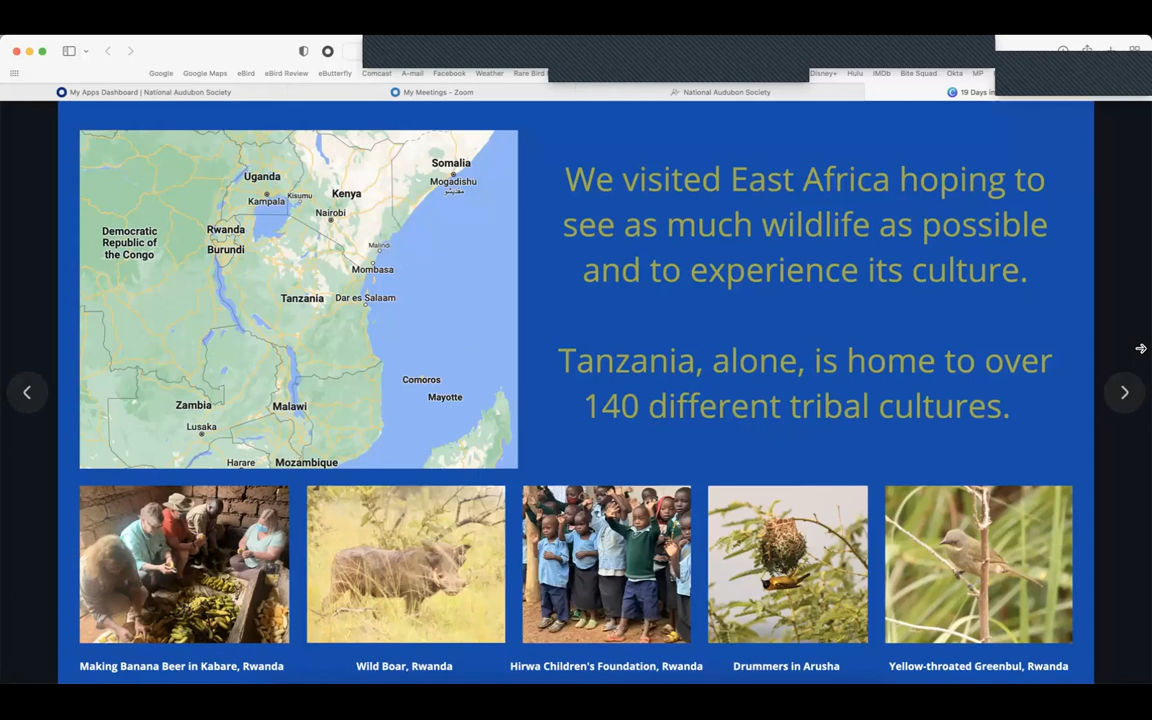 Google Google Maps eBird eBird Review eButterfly Comcast A-mail Facebook Weather Rare Bird Disney+ Hulu IMDb Bite Squad Okta MP
My Apps Dashboard | National Audubon Society
My Meetings - Zoom
National Audubon Society
19 Days in
We visited East Africa hoping to
see as much wildlife as possible
and to experience its culture.
Tanzania, alone, is home to over
140 different tribal cultures.
Somalia
Mogadishu
مقديشو
Uganda
Kampala
Kisumu
Kenya
Nairobi
Democratic
Republic of
the Congo
Rwanda
Burundi
Malindi
Mombasa
Tanzania
Dar es Salaam
Comoros
Mayotte
Zambia
Malawi
Lusaka
Harare
Mozambique
Making Banana Beer in Kabare, Rwanda
Wild Boar, Rwanda
Hirwa Children's Foundation, Rwanda
Drummers in Arusha
Yellow-throated Greenbul, Rwanda